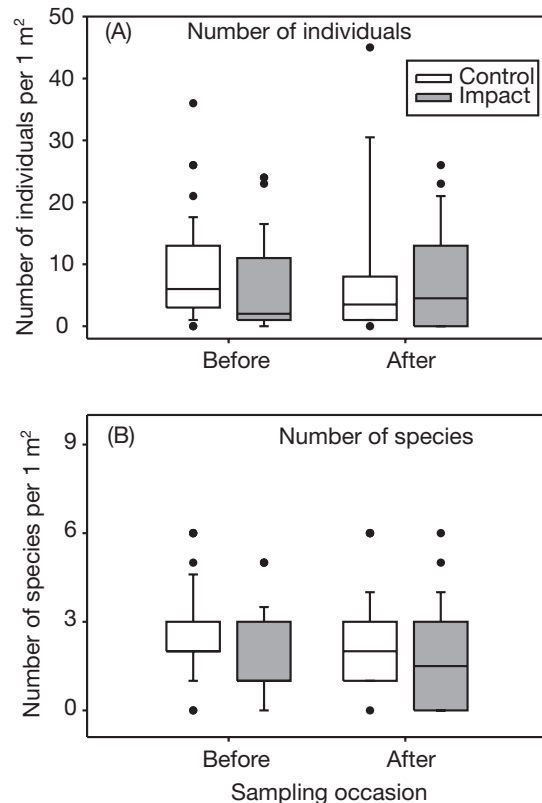 (A) Number of individuals
Number of individuals per 1 m²
50
40
30
20
10
0
Control
Impact
Before After
(B) Number of species
Number of species per 1 m²
9
6
3
0
Before After
Sampling occasion